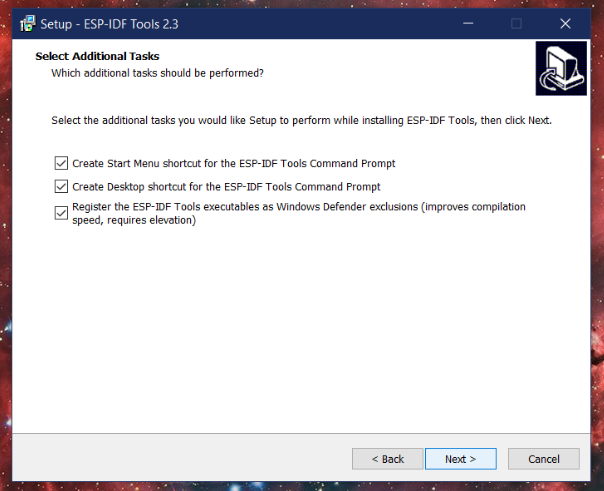 Setup - ESP-IDF Tools 2.3
Select Additional Tasks
Which additional tasks should be performed?
Select the additional tasks you would like Setup to perform while installing ESP-IDF Tools, then click Next.
Create Start Menu shortcut for the ESP-IDF Tools Command Prompt
Create Desktop shortcut for the ESP-IDF Tools Command Prompt
Register the ESP-IDF Tools executables as Windows Defender exclusions (improves compilation
speed, requires elevation)
< Back
Next >
Cancel